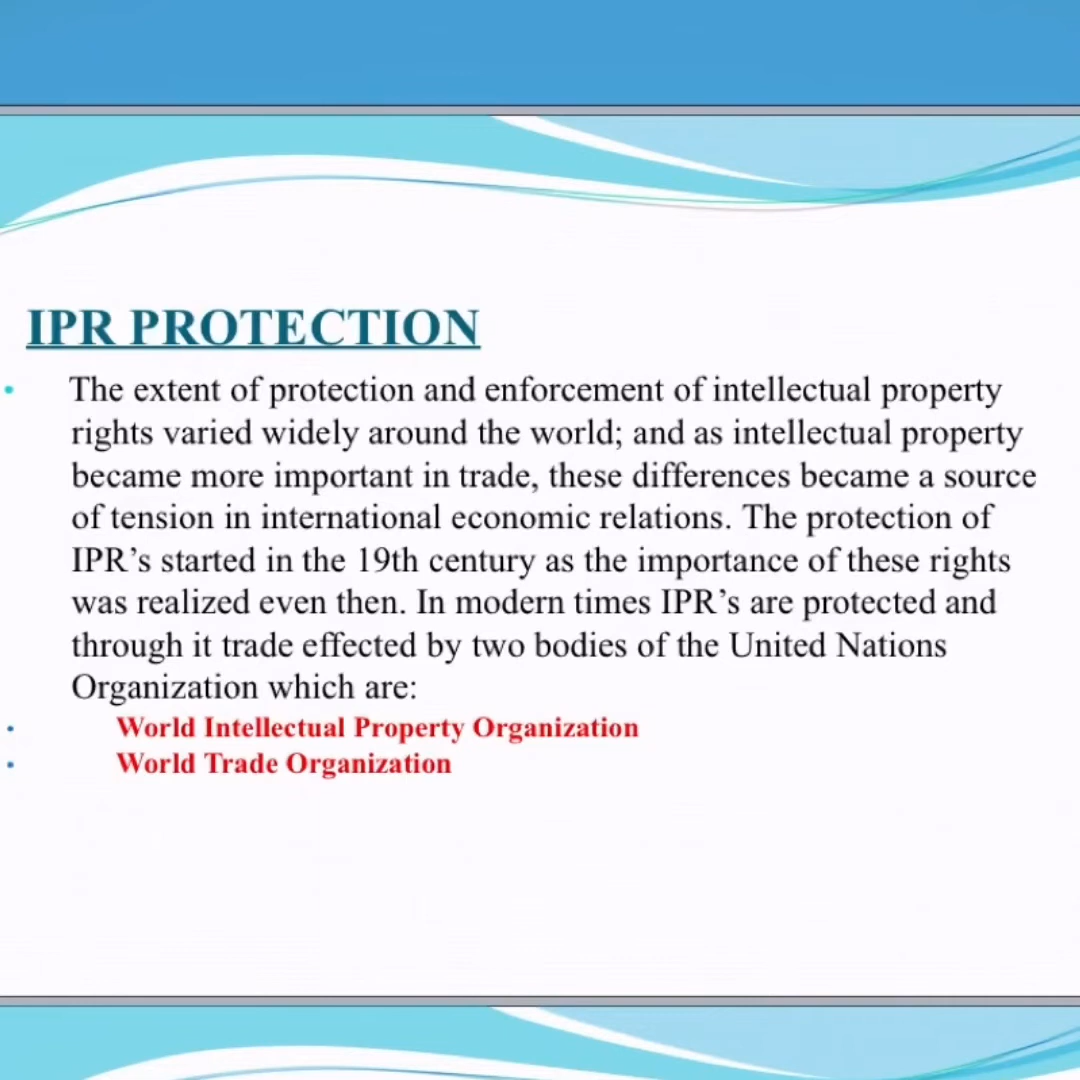 IPR PROTECTION
• The extent of protection and enforcement of intellectual property
rights varied widely around the world; and as intellectual property
became more important in trade, these differences became a source
of tension in international economic relations. The protection of
IPR’s started in the 19th century as the importance of these rights
was realized even then. In modern times IPR’s are protected and
through it trade effected by two bodies of the United Nations
Organization which are:
• World Intellectual Property Organization
• World Trade Organization